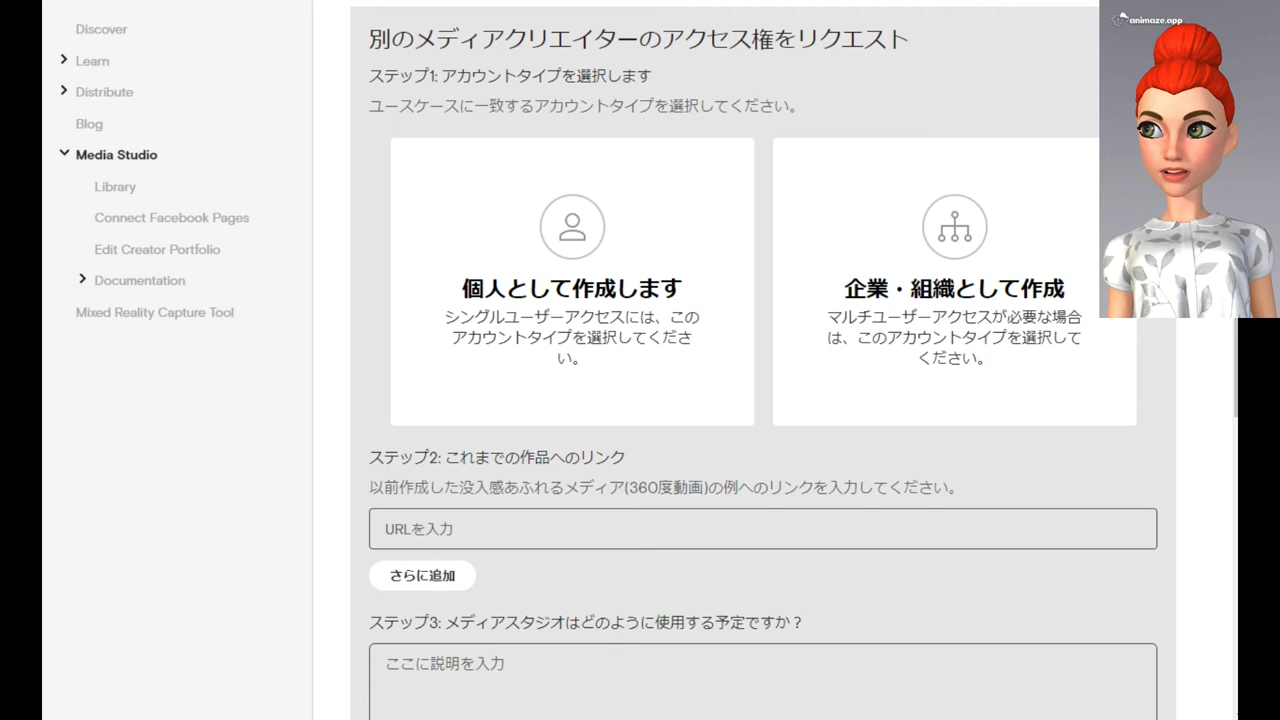 Discover
Learn
Distribute
Blog
Media Studio
Library
Connect Facebook Pages
Edit Creator Portfolio
Documentation
Mixed Reality Capture Tool
別のメディアクリエイターのアクセス権をリクエスト
ステップ1: アカウントタイプを選択します
ユースケースに一致するアカウントタイプを選択してください。
個人として作成します
シングルユーザーアクセスには、この
アカウントタイプを選択してくださ
い。
企業・組織として作成
マルチユーザーアクセスが必要な場合
は、このアカウントタイプを選択して
ください。
ステップ2: これまでの作品へのリンク
以前作成した没入感あふれるメディア(360度動画)の例へのリンクを入力してください。
URLを入力
さらに追加
ステップ3: メディアスタジオはどのように使用する予定ですか？
ここに説明を入力
animaze.app